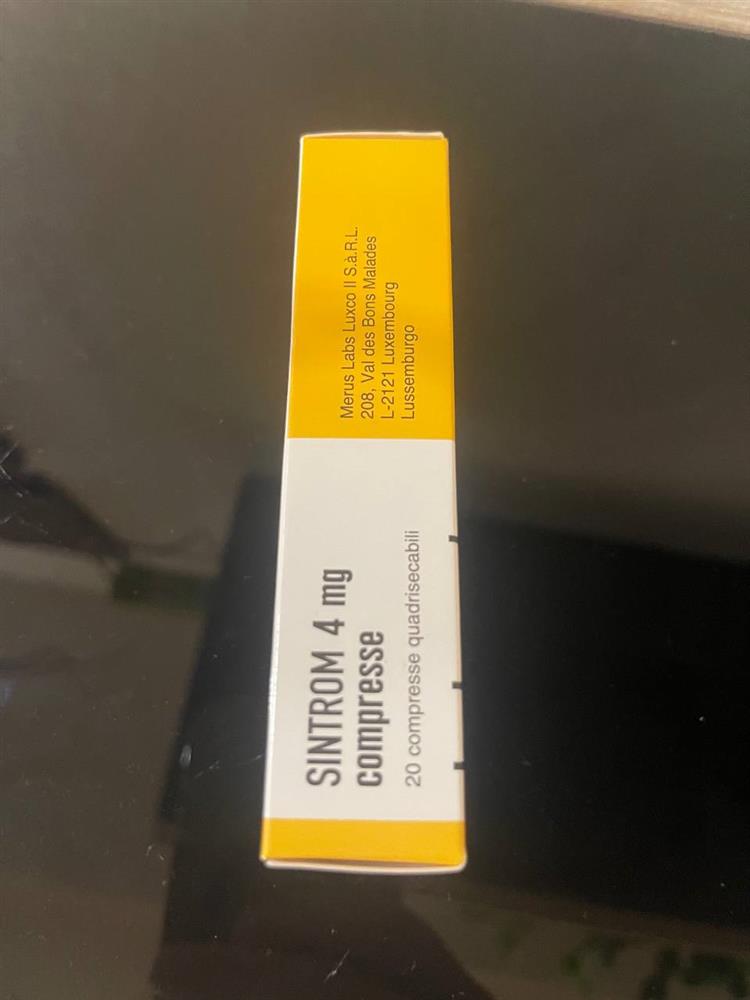 SINTROM 4 mg
compresse
20 compresse quadrisecabili
Merus Labs Luxco II S.à.R.L.
208, Val des Bons Malades
L-2121 Luxembourg
Lussemburgo